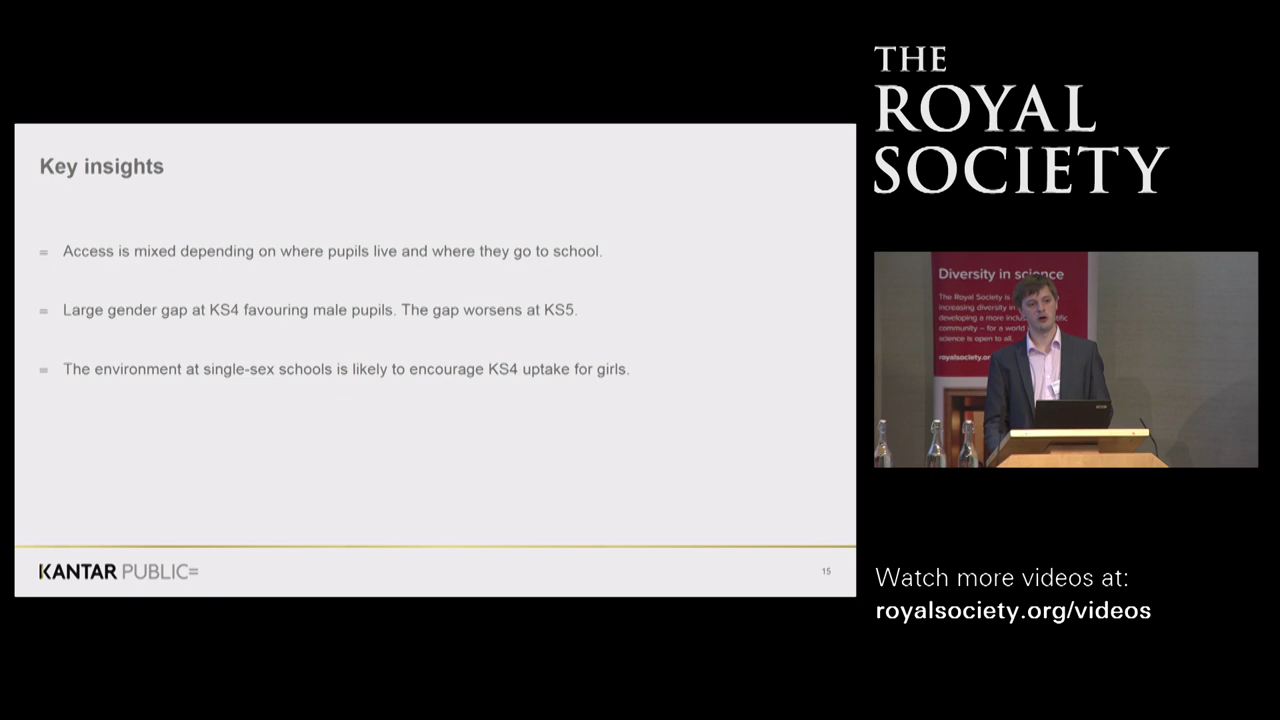 Key insights
= Access is mixed depending on where pupils live and where they go to school.
= Large gender gap at KS4 favouring male pupils. The gap worsens at KS5.
= The environment at single-sex schools is likely to encourage KS4 uptake for girls.
KANTAR PUBLIC=
15
THE
ROYAL
SOCIETY
Diversity in science
The Royal Society is
increasing diversity in
developing a more
community – for a world
science is open to all.
Watch more videos at:
royalsociety.org/videos